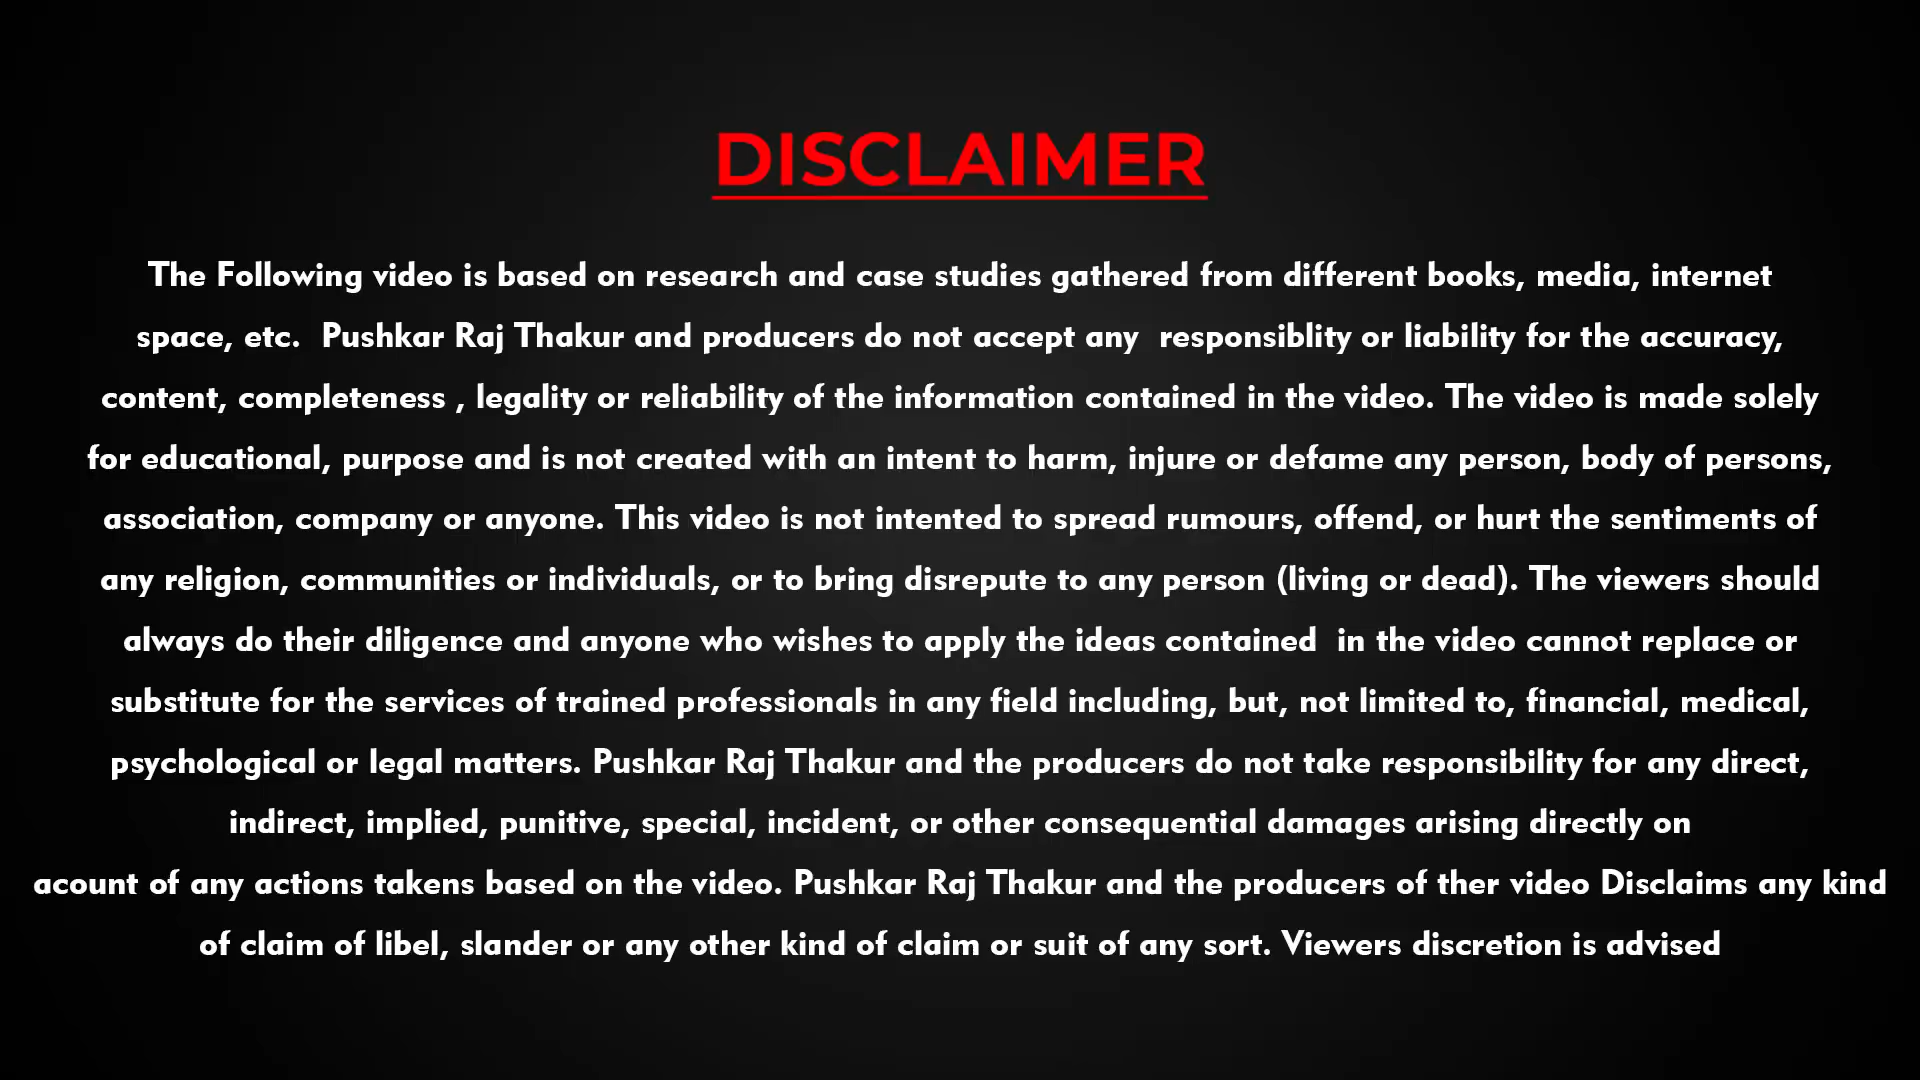 DISCLAIMER
The Following video is based on research and case studies gathered from different books, media, internet
space, etc.  Pushkar Raj Thakur and producers do not accept any  responsiblity or liability for the accuracy,
content, completeness , legality or reliability of the information contained in the video. The video is made solely
for educational, purpose and is not created with an intent to harm, injure or defame any person, body of persons,
association, company or anyone. This video is not intented to spread rumours, offend, or hurt the sentiments of
any religion, communities or individuals, or to bring disrepute to any person (living or dead). The viewers should
always do their diligence and anyone who wishes to apply the ideas contained  in the video cannot replace or
substitute for the services of trained professionals in any field including, but, not limited to, financial, medical,
psychological or legal matters. Pushkar Raj Thakur and the producers do not take responsibility for any direct,
indirect, implied, punitive, special, incident, or other consequential damages arising directly on
acount of any actions takens based on the video. Pushkar Raj Thakur and the producers of ther video Disclaims any kind
of claim of libel, slander or any other kind of claim or suit of any sort. Viewers discretion is advised